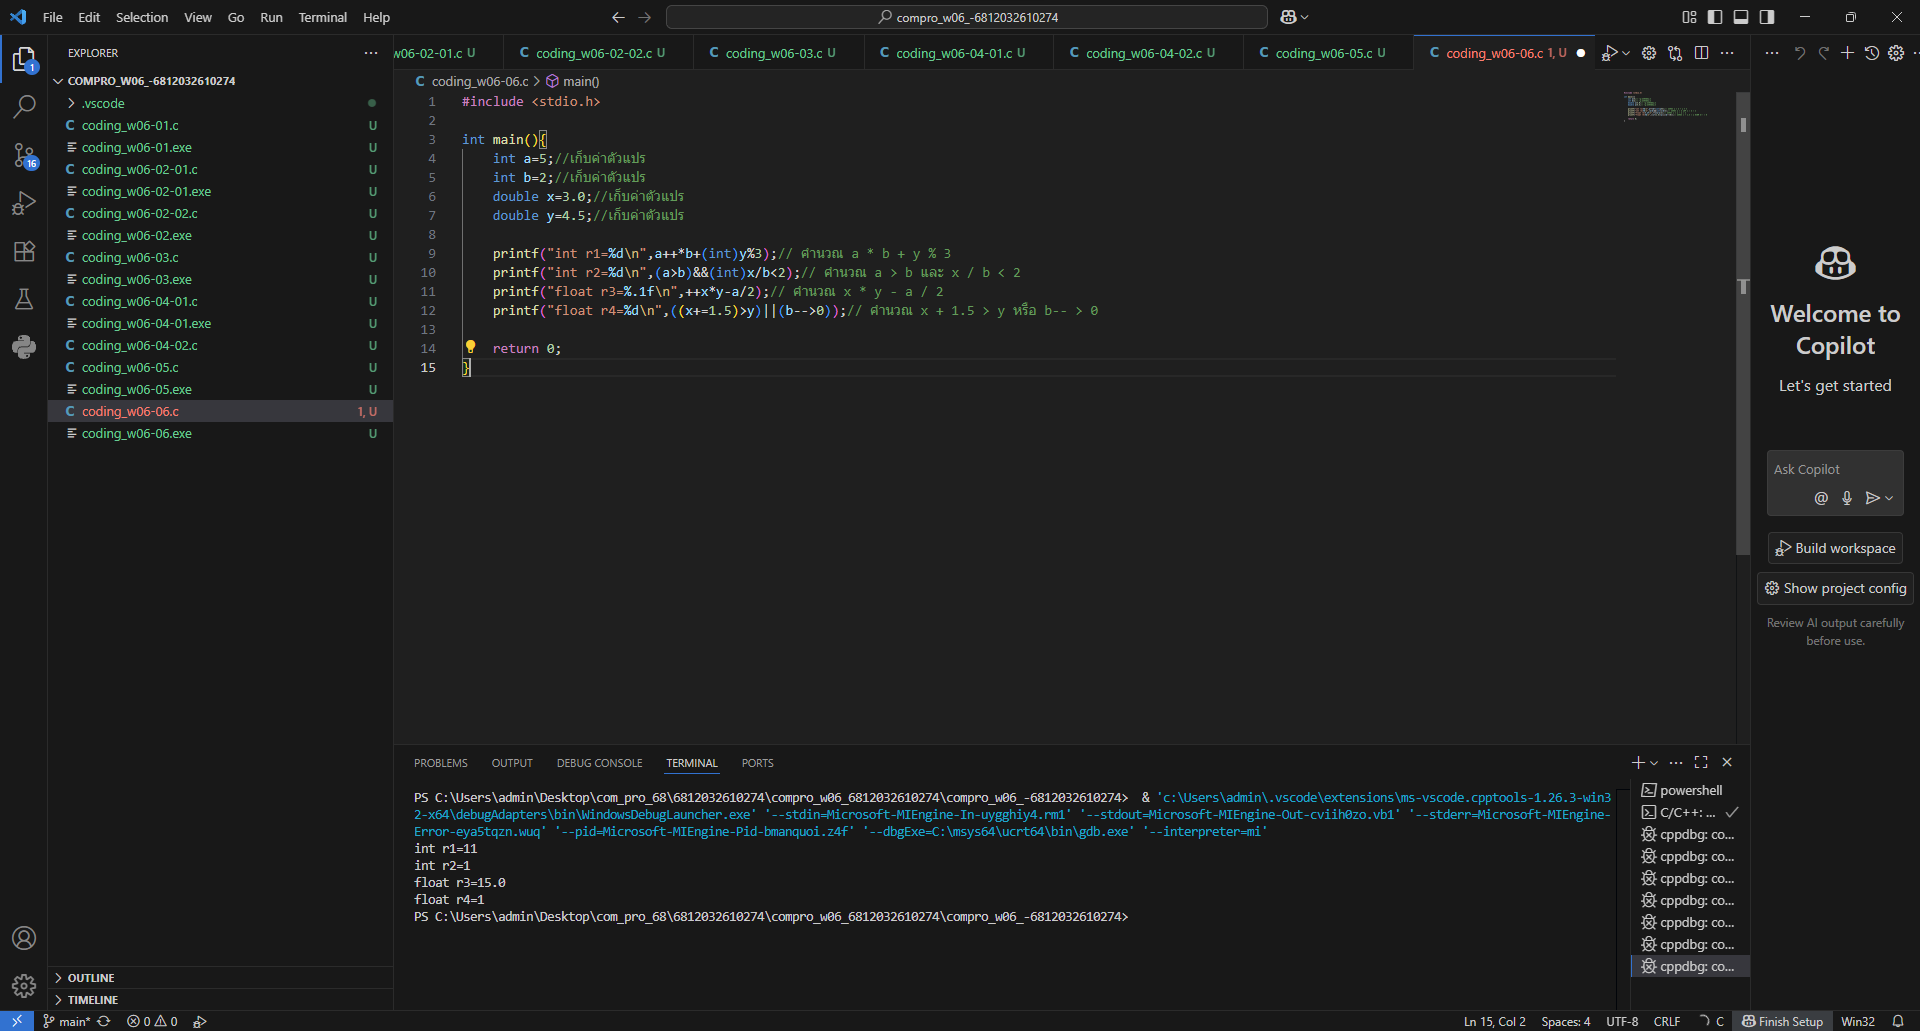 File Edit Selection View Go Run Terminal Help
compro_w06_-6812032610274
EXPLORER
COMPRO_W06_-6812032610274
.vscode
coding_w06-01.c U
coding_w06-01.exe U
coding_w06-02-01.c U
coding_w06-02-01.exe U
coding_w06-02-02.c U
coding_w06-02.exe U
coding_w06-03.c U
coding_w06-03.exe U
coding_w06-04-01.c U
coding_w06-04-01.exe U
coding_w06-04-02.c U
coding_w06-05.c U
coding_w06-05.exe U
coding_w06-06.c 1, U
coding_w06-06.exe U
OUTLINE
TIMELINE
w06-02-01.c U coding_w06-02-02.c U coding_w06-03.c U coding_w06-04-01.c U coding_w06-04-02.c U coding_w06-05.c U coding_w06-06.c 1, U
coding_w06-06.c > main()
1 #include <stdio.h>
2
3 int main(){
4 int a=5;//เก็บค่าตัวแปร
5 int b=2;//เก็บค่าตัวแปร
6 double x=3.0;//เก็บค่าตัวแปร
7 double y=4.5;//เก็บค่าตัวแปร
8
9 printf("int r1=%d\n",a++*b+(int)y%3);// คำนวณ a * b + y % 3
10 printf("int r2=%d\n",(a>b)&&(int)x/b<2);// คำนวณ a > b และ x / b < 2
11 printf("float r3=%.1f\n",++x*y-a/2);// คำนวณ x * y - a / 2
12 printf("float r4=%d\n",((x+=1.5)>y)||(b-->0));// คำนวณ x + 1.5 > y หรือ b-- > 0
13
14 return 0;
15 }
PROBLEMS OUTPUT DEBUG CONSOLE TERMINAL PORTS
PS C:\Users\admin\Desktop\com_pro_68\6812032610274\compro_w06_6812032610274\compro_w06_-6812032610274> & 'c:\Users\admin\.vscode\extensions\ms-vscode.cpptools-1.26.3-win3
2-x64\debugAdapters\bin\WindowsDebugLauncher.exe' '--stdin=Microsoft-MIEngine-In-uygghiy4.rm1' '--stdout=Microsoft-MIEngine-Out-cviih0zo.vb1' '--stderr=Microsoft-MIEngine-
Error-eya5tqzn.wuq' '--pid=Microsoft-MIEngine-Pid-bmanquoi.z4f' '--dbgExe=C:\msys64\ucrt64\bin\gdb.exe' '--interpreter=mi'
int r1=11
int r2=1
float r3=15.0
float r4=1
PS C:\Users\admin\Desktop\com_pro_68\6812032610274\compro_w06_6812032610274\compro_w06_-6812032610274>
powershell
C/C++: ...
cppdbg: co...
cppdbg: co...
cppdbg: co...
cppdbg: co...
cppdbg: co...
cppdbg: co...
cppdbg: co...
Welcome to
Copilot
Let's get started
Ask Copilot
Build workspace
Show project config
Review AI output carefully
before use.
1
16
main* 0 0
Ln 15, Col 2 Spaces: 4 UTF-8 CRLF C Finish Setup Win32